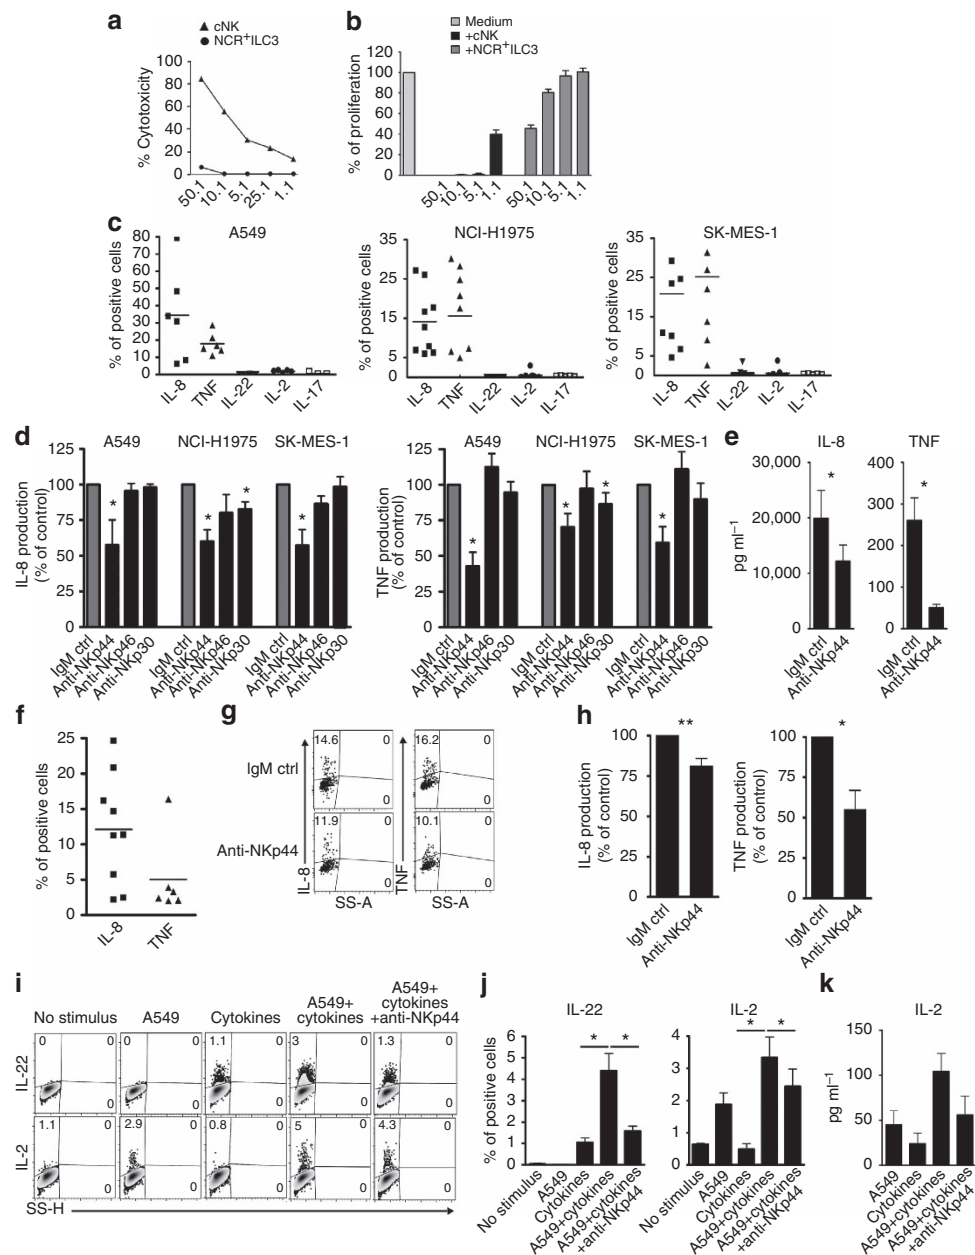 a
cNK
NCR+ILC3
% Cytotoxicity
100
80
60
40
20
0
50.1
10.1
5.1
25.1
1.1
b
Medium
+cNK
+NCR+ILC3
% of proliferation
120
100
80
60
40
20
0
50.1
10.1
5.1
1.1
50.1
10.1
5.1
1.1
c
A549
% of positive cells
80
70
60
50
40
30
20
10
0
IL-8
TNF
IL-22
IL-2
IL-17
NCI-H1975
% of positive cells
35
25
15
5
0
IL-8
TNF
IL-22
IL-2
IL-17
SK-MES-1
% of positive cells
35
25
15
5
0
IL-8
TNF
IL-22
IL-2
IL-17
d
A549 NCI-H1975 SK-MES-1
IL-8 production
(% of control)
125
100
75
50
25
0
* * * *
IgM ctrl
Anti-NKp44
Anti-NKp46
Anti-NKp30
IgM ctrl
Anti-NKp44
Anti-NKp46
Anti-NKp30
IgM ctrl
Anti-NKp44
Anti-NKp46
Anti-NKp30
A549 NCI-H1975 SK-MES-1
TNF production
(% of control)
125
100
75
50
25
0
* * * *
IgM ctrl
Anti-NKp44
Anti-NKp46
Anti-NKp30
IgM ctrl
Anti-NKp44
Anti-NKp46
Anti-NKp30
IgM ctrl
Anti-NKp44
Anti-NKp46
Anti-NKp30
e
IL-8
pg ml−1
30,000
20,000
10,000
0
*
IgM ctrl
Anti-NKp44
TNF
400
300
200
100
0
*
IgM ctrl
Anti-NKp44
f
% of positive cells
25
20
15
10
5
0
IL-8
TNF
g
IgM ctrl
14.6 0
0
16.2 0
0
Anti-NKp44
11.9 0
0
10.1 0
0
IL-8
TNF
SS-A
SS-A
h
IL-8 production
(% of control)
100
75
50
25
0
**
IgM ctrl
Anti-NKp44
TNF production
(% of control)
100
75
50
25
0
*
IgM ctrl
Anti-NKp44
i
No stimulus
A549
Cytokines
A549+
cytokines
A549+
cytokines
+anti-NKp44
IL-22
0 0
0
0 0
0
1.1 0
0
3 0
0
1.3 0
0
IL-2
1.1 0
0
2.9 0
0
0.8 0
0
5 0
0
4.3 0
0
SS-H
j
IL-22
% of positive cells
6
5
4
3
2
1
0
* *
No stimulus
A549
Cytokines
A549+cytokines
A549+cytokines
+anti-NKp44
IL-2
4
3
2
1
0
* *
No stimulus
A549
Cytokines
A549+cytokines
A549+cytokines
+anti-NKp44
k
IL-2
pg ml−1
150
100
50
0
A549
Cytokines
A549+cytokines
A549+cytokines
+anti-NKp44